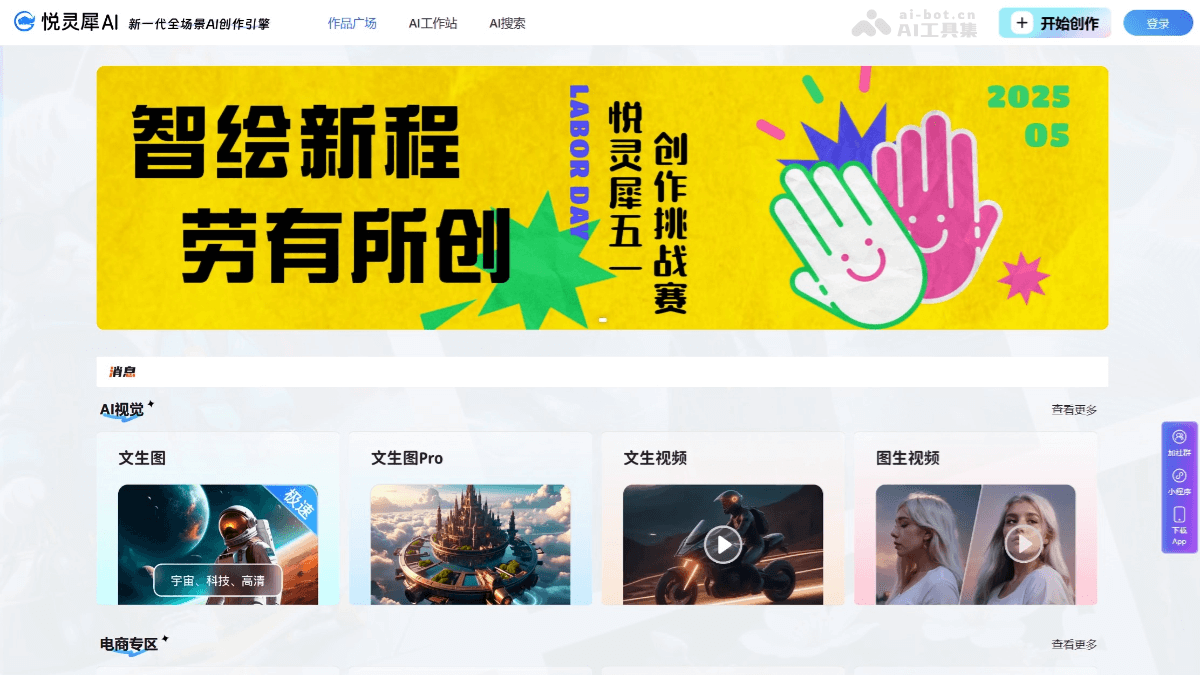 悦灵犀AI 新一代全场景AI创作引擎
作品广场
AI工作站
AI搜索
ai-bot.cn
AI工具集
开始创作
登录
智绘新程
劳有所创
LABOR DAY
悦灵犀五一
创作挑战赛
2025
05
消息
AI视觉
查看更多
文生图
文生图Pro
文生视频
图生视频
极速
宇宙、科技、高清
加社群
小程序
下载
App
电商专区
查看更多